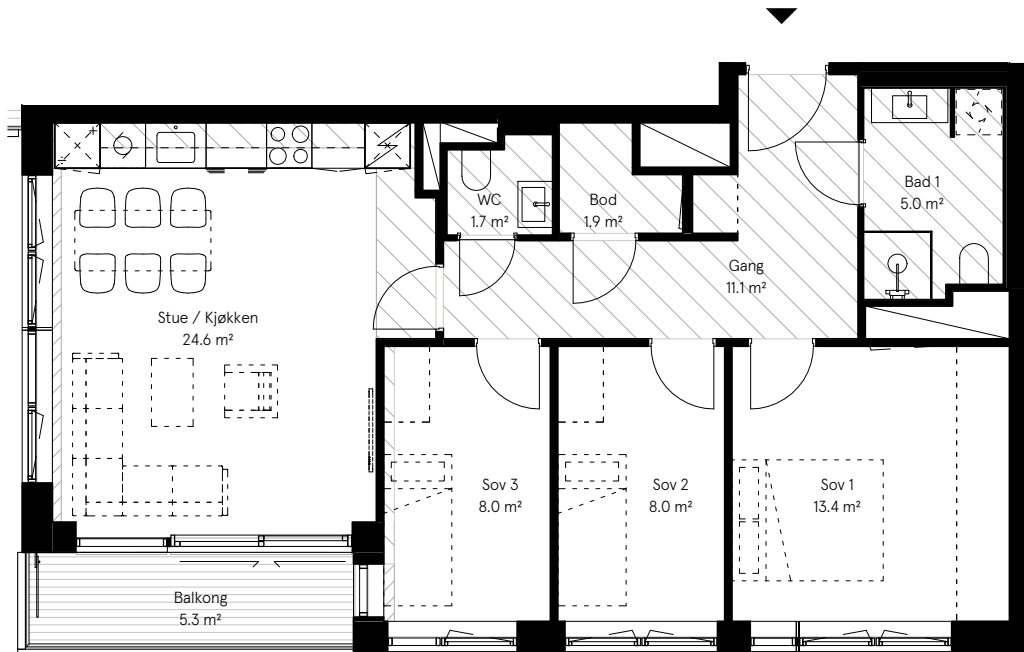 WC
1.7 m²
Bod
1.9 m²
Bad 1
5.0 m²
Gang
11.1 m²
Stue / Kjøkken
24.6 m²
Sov 3
8.0 m²
Sov 2
8.0 m²
Sov 1
13.4 m²
Balkong
5.3 m²